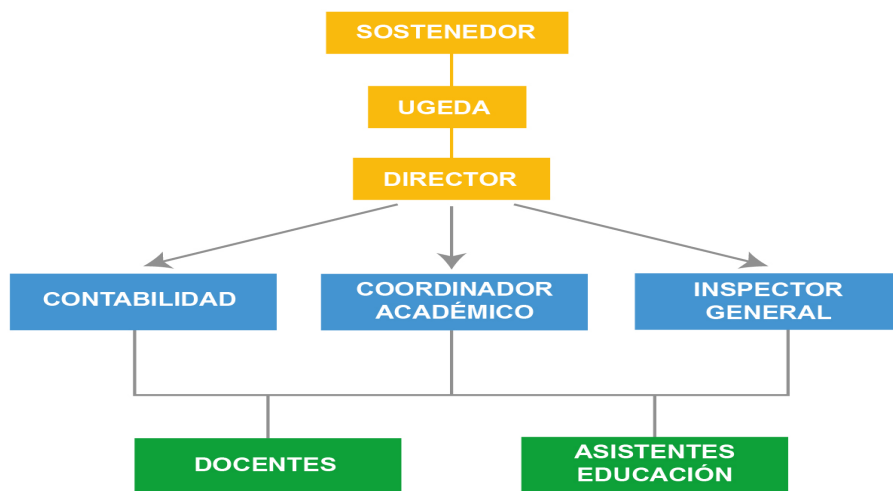 SOSTENEDOR
UGEDA
DIRECTOR
CONTABILIDAD
COORDINADOR
ACADÉMICO
INSPECTOR
GENERAL
DOCENTES
ASISTENTES
EDUCACIÓN